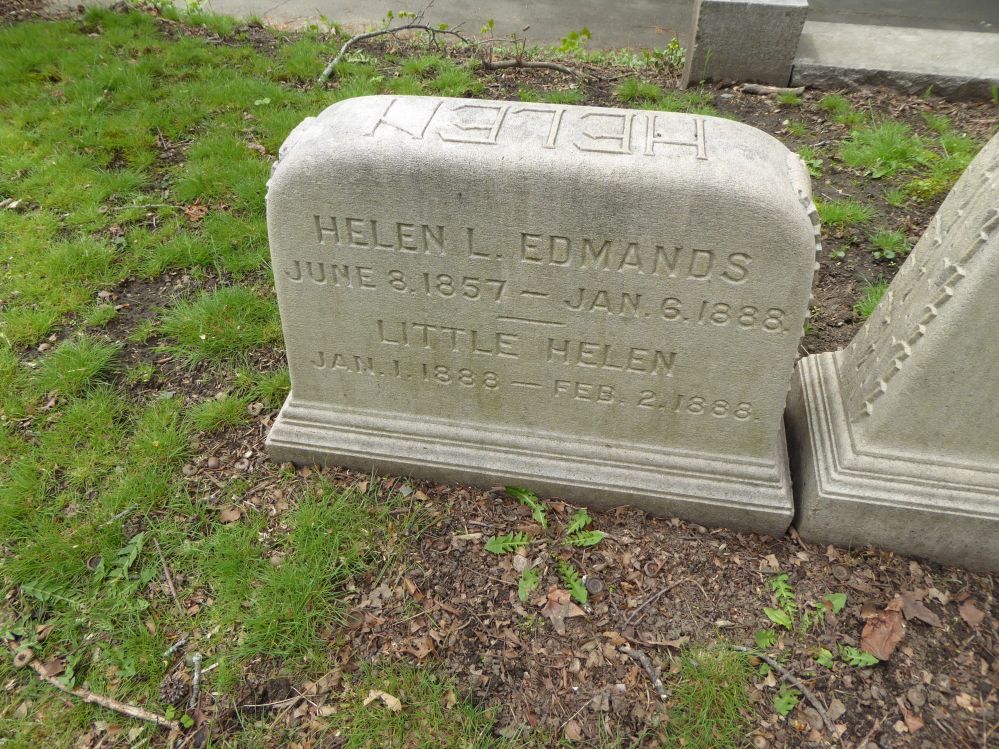 HELEN
HELEN L. EDMANDS
JUNE 8. 1857 — JAN. 6. 1888.
LITTLE HELEN
JAN. 1. 1888 — FEB. 2. 1888.